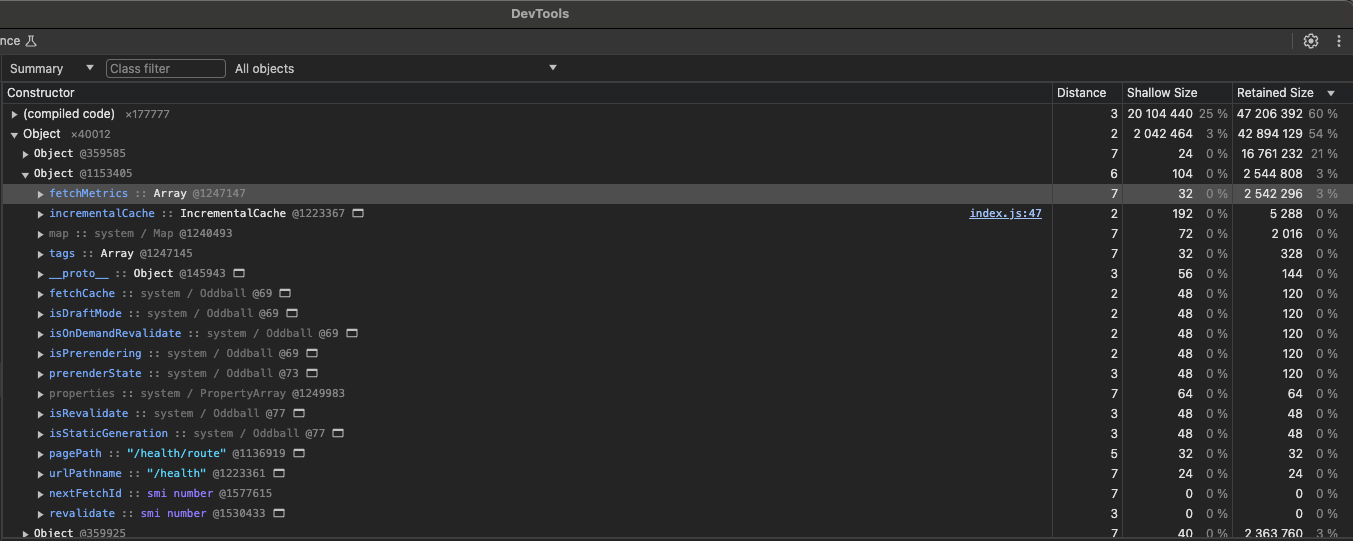 DevTools
nce
Summary Class filter All objects
Constructor Distance Shallow Size Retained Size
(compiled code) ×177777 3 20 104 440 25 % 47 206 392 60 %
Object ×40012 2 2 042 464 3 % 42 894 129 54 %
Object @359585 7 24 0 % 16 761 232 21 %
Object @1153405 6 104 0 % 2 544 808 3 %
fetchMetrics :: Array @1247147 7 32 0 % 2 542 296 3 %
incrementalCache :: IncrementalCache @1223367 index.js:47 2 192 0 % 5 288 0 %
map :: system / Map @1240493 7 72 0 % 2 016 0 %
tags :: Array @1247145 7 32 0 % 328 0 %
__proto__ :: Object @145943 3 56 0 % 144 0 %
fetchCache :: system / Oddball @69 2 48 0 % 120 0 %
isDraftMode :: system / Oddball @69 2 48 0 % 120 0 %
isOnDemandRevalidate :: system / Oddball @69 2 48 0 % 120 0 %
isPrerendering :: system / Oddball @69 2 48 0 % 120 0 %
prerenderState :: system / Oddball @73 3 48 0 % 120 0 %
properties :: system / PropertyArray @1249983 7 64 0 % 64 0 %
isRevalidate :: system / Oddball @77 3 48 0 % 48 0 %
isStaticGeneration :: system / Oddball @77 3 48 0 % 48 0 %
pagePath :: "/health/route" @1136919 5 32 0 % 32 0 %
urlPathname :: "/health" @1223361 7 24 0 % 24 0 %
nextFetchId :: smi number @1577615 7 0 0 % 0 0 %
revalidate :: smi number @1530433 3 0 0 % 0 0 %
Object @359925 7 40 0 % 2 363 760 3 %